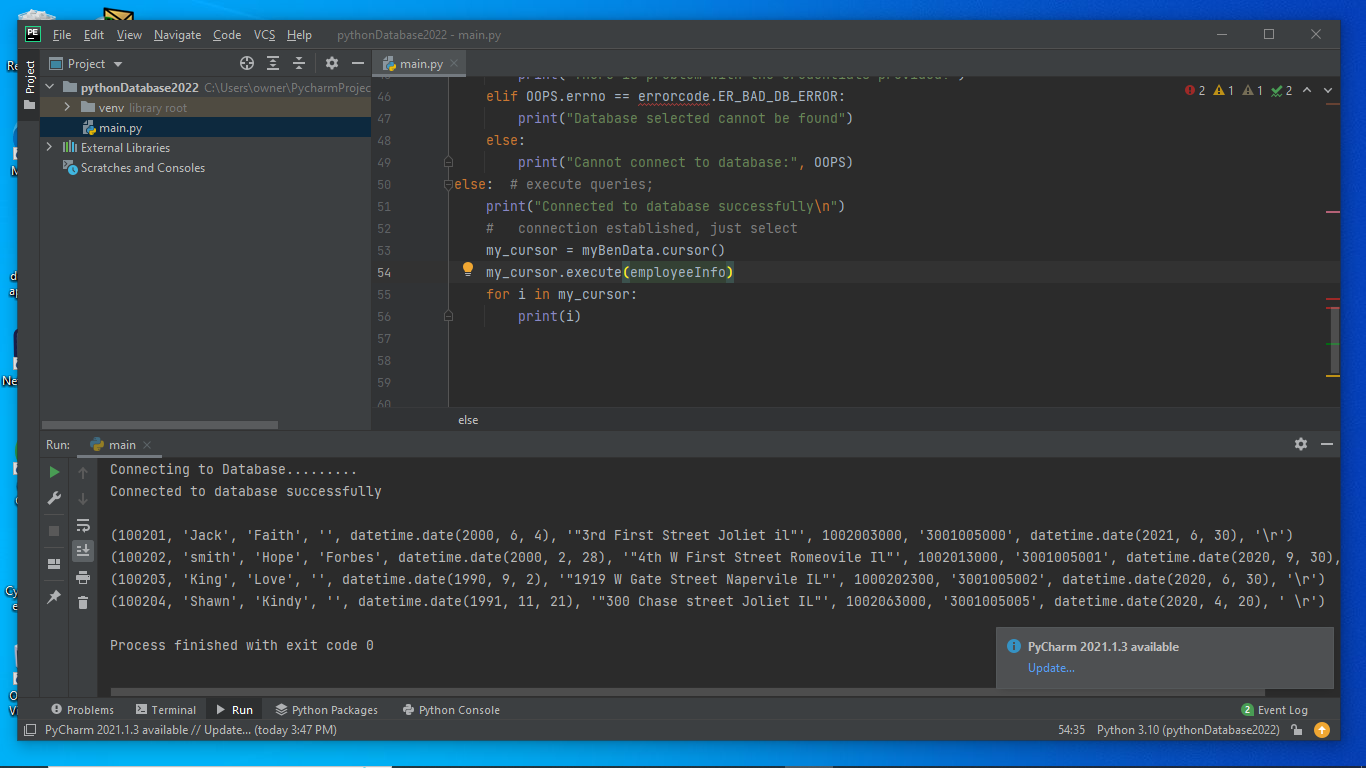 Re
File Edit View Navigate Code VCS Help pythonDatabase2022 - main.py
Project
Project
main.py
pythonDatabase2022 C:\Users\owner\PycharmProjec
venv library root
main.py
External Libraries
Scratches and Consoles
2 1 1 2
46 elif OOPS.errno == errorcode.ER_BAD_DB_ERROR:
47 print("Database selected cannot be found")
48 else:
49 print("Cannot connect to database:", OOPS)
50 else: # execute queries;
51 print("Connected to database successfully\n")
52 # connection established, just select
53 my_cursor = myBenData.cursor()
54 my_cursor.execute(employeeInfo)
55 for i in my_cursor:
56 print(i)
57
58
59
60
else
Run: main
Connecting to Database.........
Connected to database successfully
(100201, 'Jack', 'Faith', '', datetime.date(2000, 6, 4), '"3rd First Street Joliet il"', 1002003000, '3001005000', datetime.date(2021, 6, 30), '\r')
(100202, 'smith', 'Hope', 'Forbes', datetime.date(2000, 2, 28), '"4th W First Street Romeovile Il"', 1002013000, '3001005001', datetime.date(2020, 9, 30),
(100203, 'King', 'Love', '', datetime.date(1990, 9, 2), '"1919 W Gate Street Napervile IL"', 1000202300, '3001005002', datetime.date(2020, 6, 30), '\r')
(100204, 'Shawn', 'Kindy', '', datetime.date(1991, 11, 21), '"300 Chase street Joliet IL"', 1002063000, '3001005005', datetime.date(2020, 4, 20), ' \r')
Process finished with exit code 0
PyCharm 2021.1.3 available
Update...
Problems Terminal Run Python Packages Python Console 2 Event Log
PyCharm 2021.1.3 available // Update... (today 3:47 PM) 54:35 Python 3.10 (pythonDatabase2022)